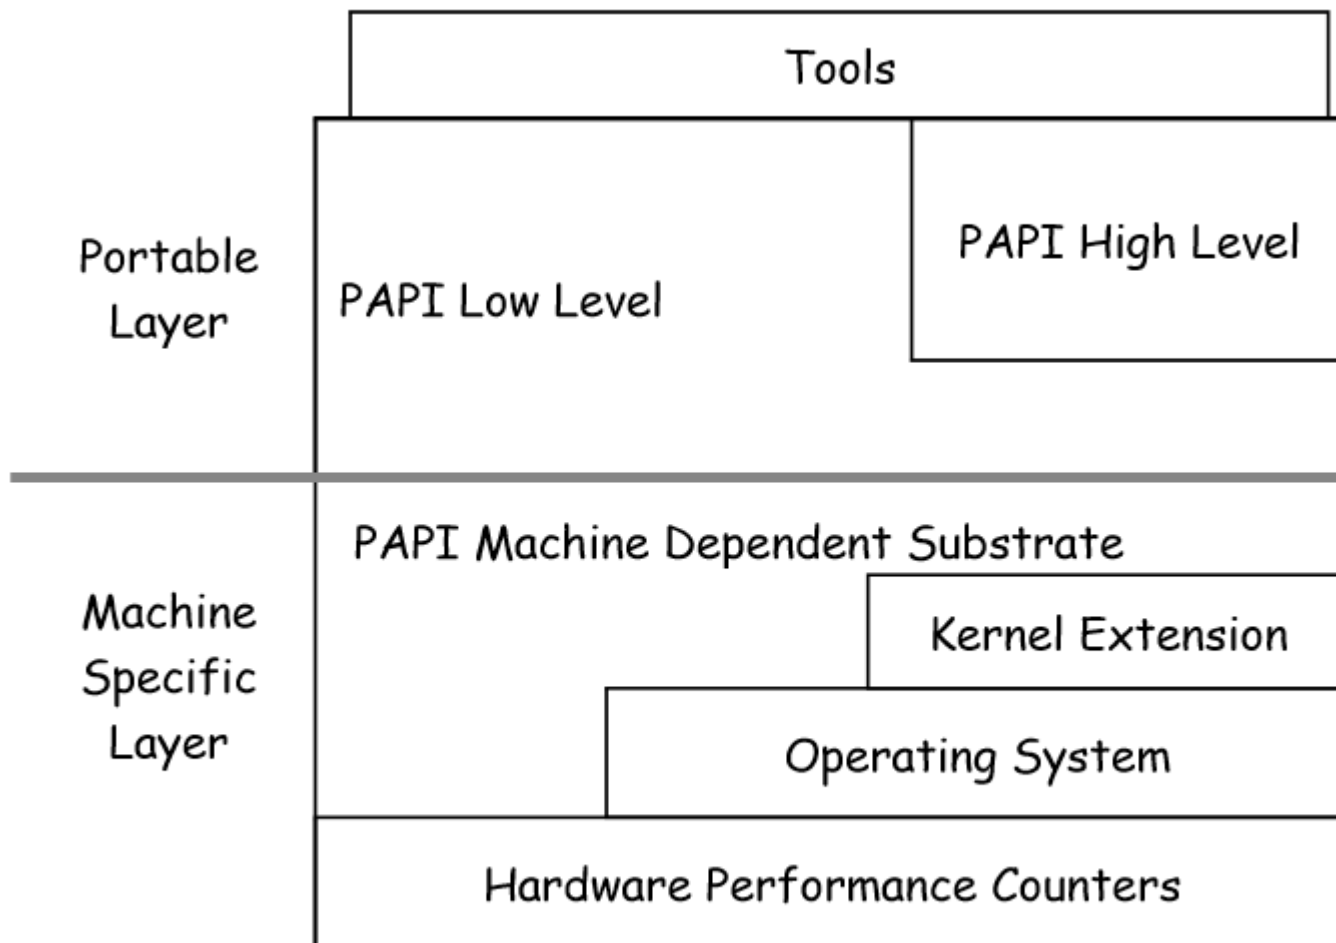 Tools
PAPI High Level
Portable
Layer
PAPI Low Level
PAPI Machine Dependent Substrate
Machine
Specific
Layer
Kernel Extension
Operating System
Hardware Performance Counters